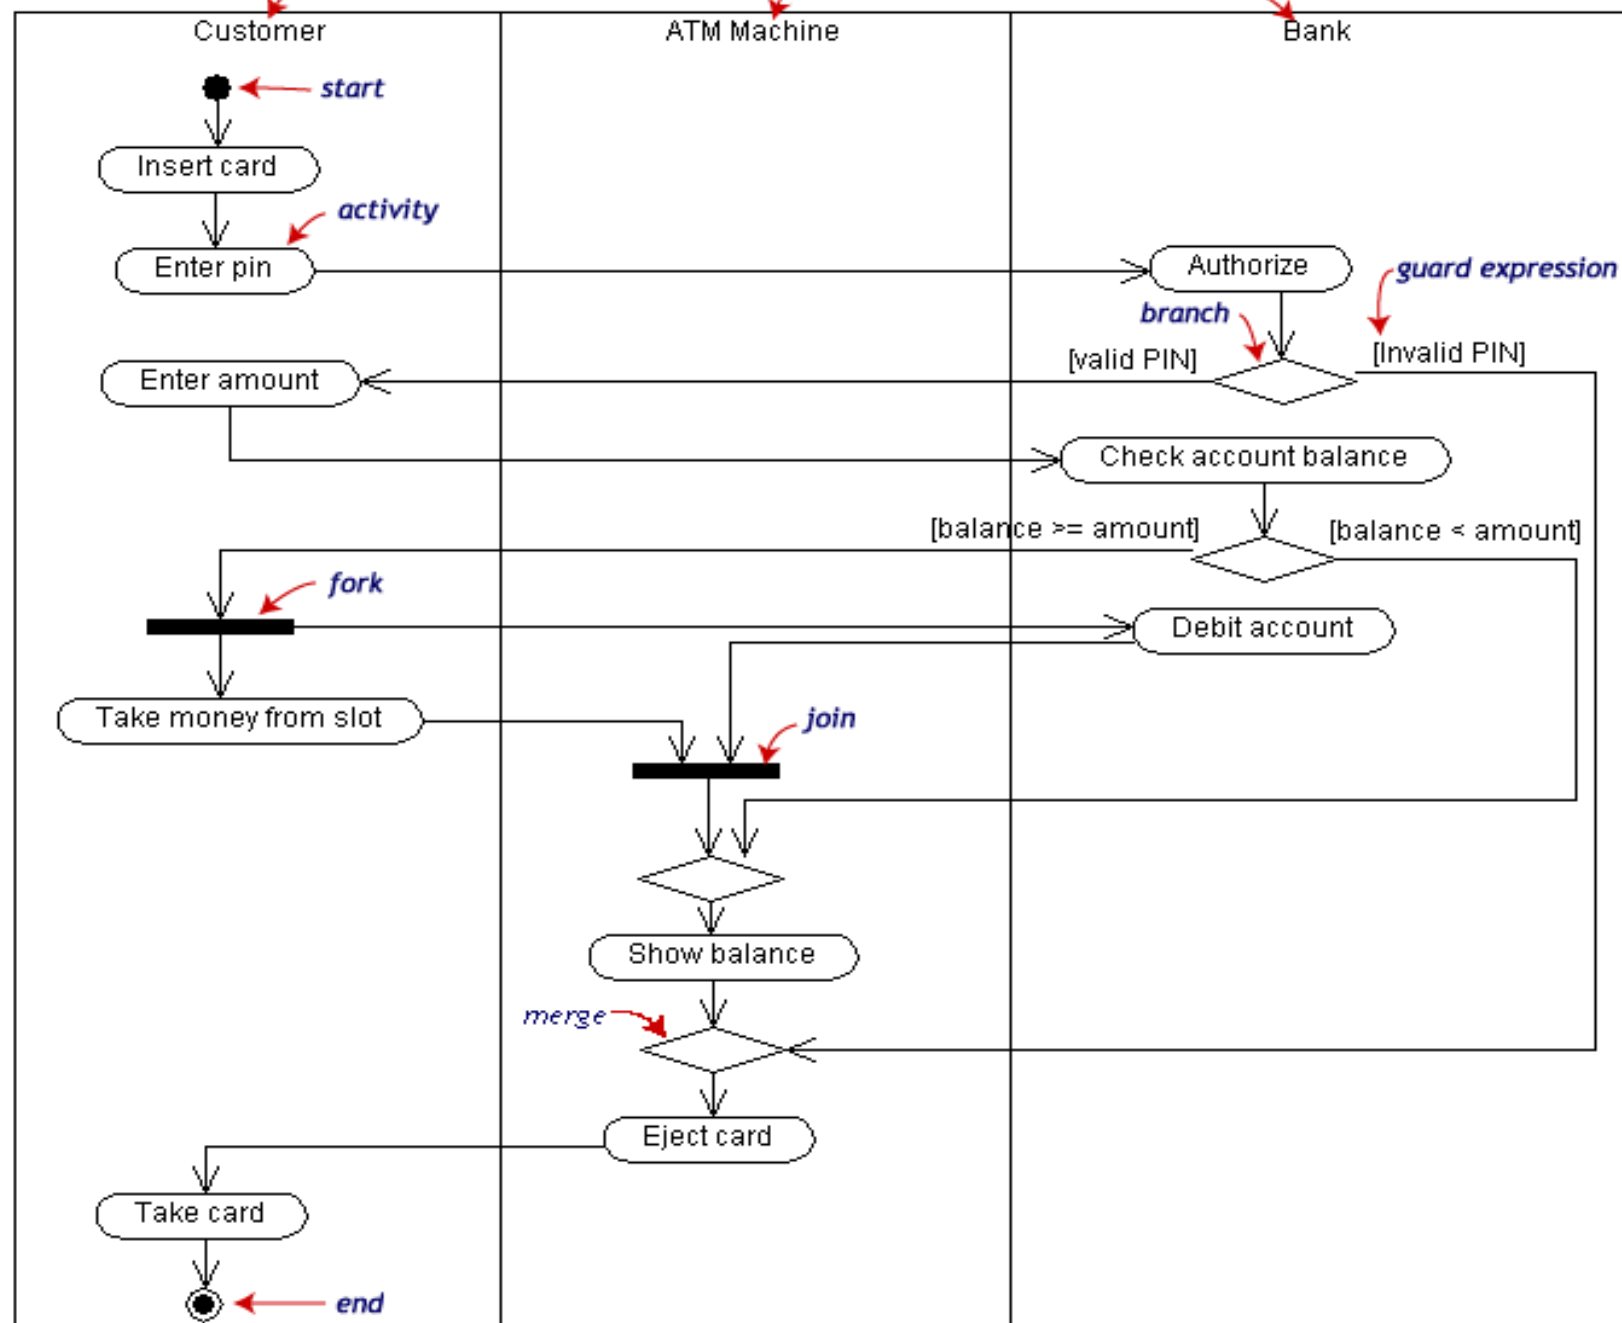 Customer
ATM Machine
Bank
start
Insert card
activity
Enter pin
Authorize
guard expression
branch
[valid PIN]
[Invalid PIN]
Enter amount
Check account balance
[balance >= amount]
[balance < amount]
fork
Debit account
Take money from slot
join
Show balance
merge
Eject card
Take card
end